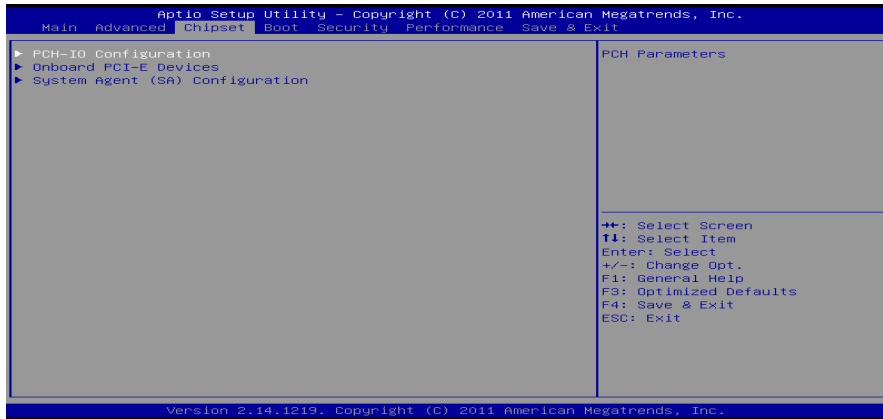 Aptio Setup Utility – Copyright (C) 2011 American Megatrends, Inc.
Main Advanced Chipset Boot Security Performance Save & Exit
► PCH-IO Configuration
► Onboard PCI-E Devices
► System Agent (SA) Configuration
PCH Parameters
→←: Select Screen
↑↓: Select Item
Enter: Select
+/-: Change Opt.
F1: General Help
F3: Optimized Defaults
F4: Save & Exit
ESC: Exit
Version 2.14.1219. Copyright (C) 2011 American Megatrends, Inc.